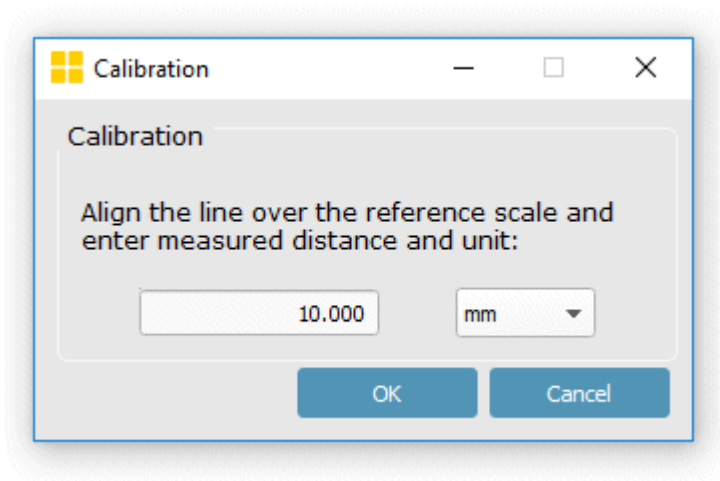 Calibration
Calibration
Align the line over the reference scale and
enter measured distance and unit:
10.000 mm
OK Cancel